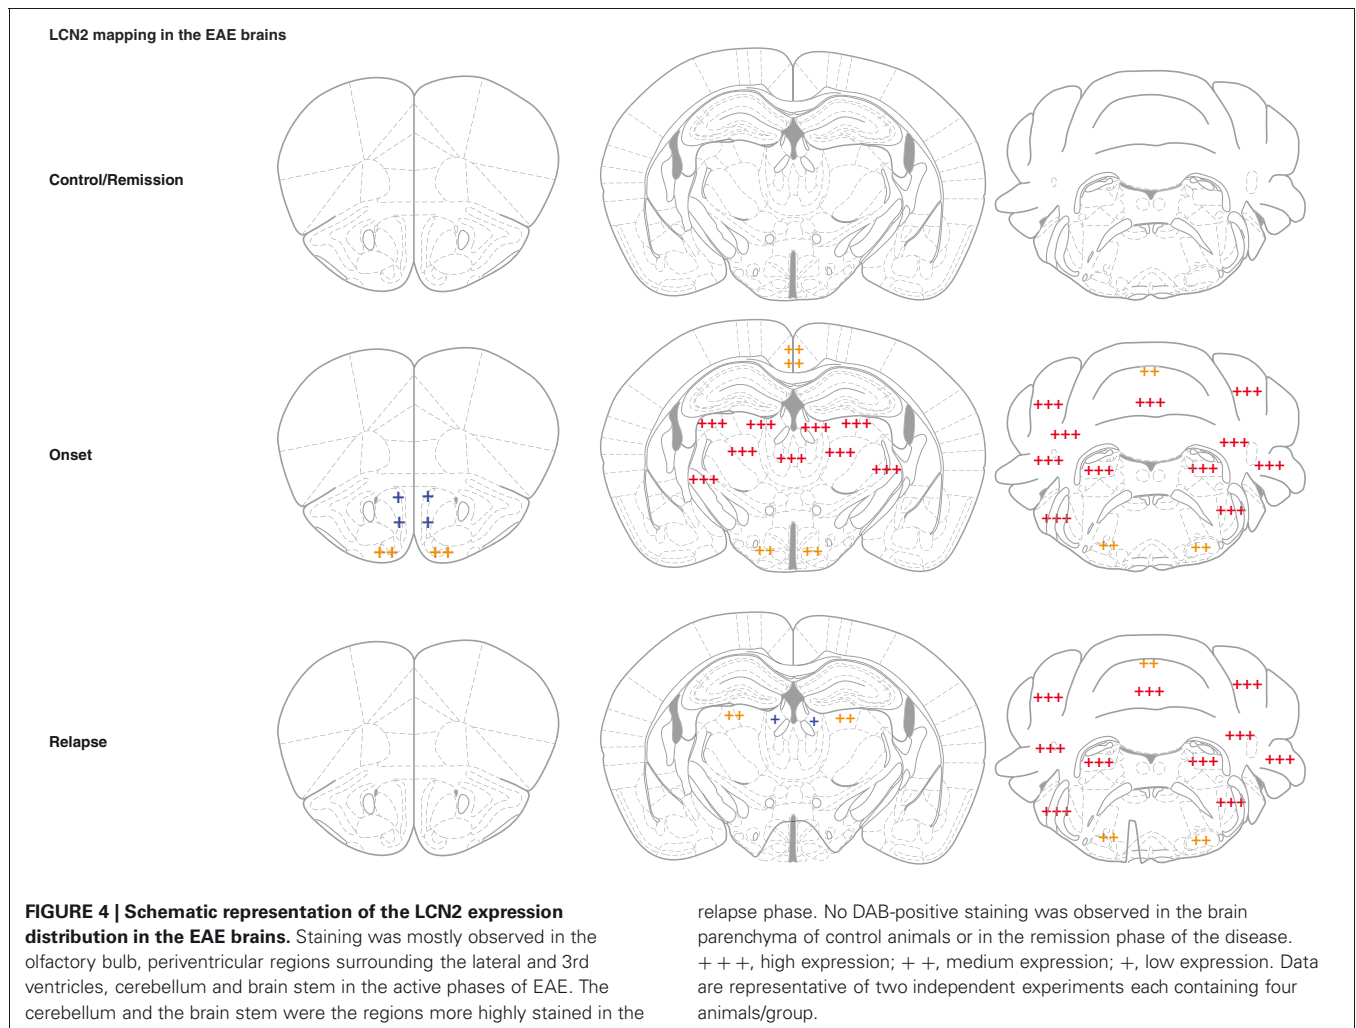 LCN2 mapping in the EAE brains
Control/Remission
Onset
++
++
+++ +++ +++ +++
+++ +++ +++
+++ +++
++ ++
+ +
+ +
++ ++
++
+++ +++ +++
+++ +++
+++ +++ +++ +++
+++ +++
++ ++
Relapse
++ + + ++
++
+++ +++ +++
+++ +++
+++ +++ +++
+++ +++
++ ++
FIGURE 4 | Schematic representation of the LCN2 expression
distribution in the EAE brains. Staining was mostly observed in the
olfactory bulb, periventricular regions surrounding the lateral and 3rd
ventricles, cerebellum and brain stem in the active phases of EAE. The
cerebellum and the brain stem were the regions more highly stained in the
relapse phase. No DAB-positive staining was observed in the brain
parenchyma of control animals or in the remission phase of the disease.
+ + +, high expression; + +, medium expression; +, low expression. Data
are representative of two independent experiments each containing four
animals/group.